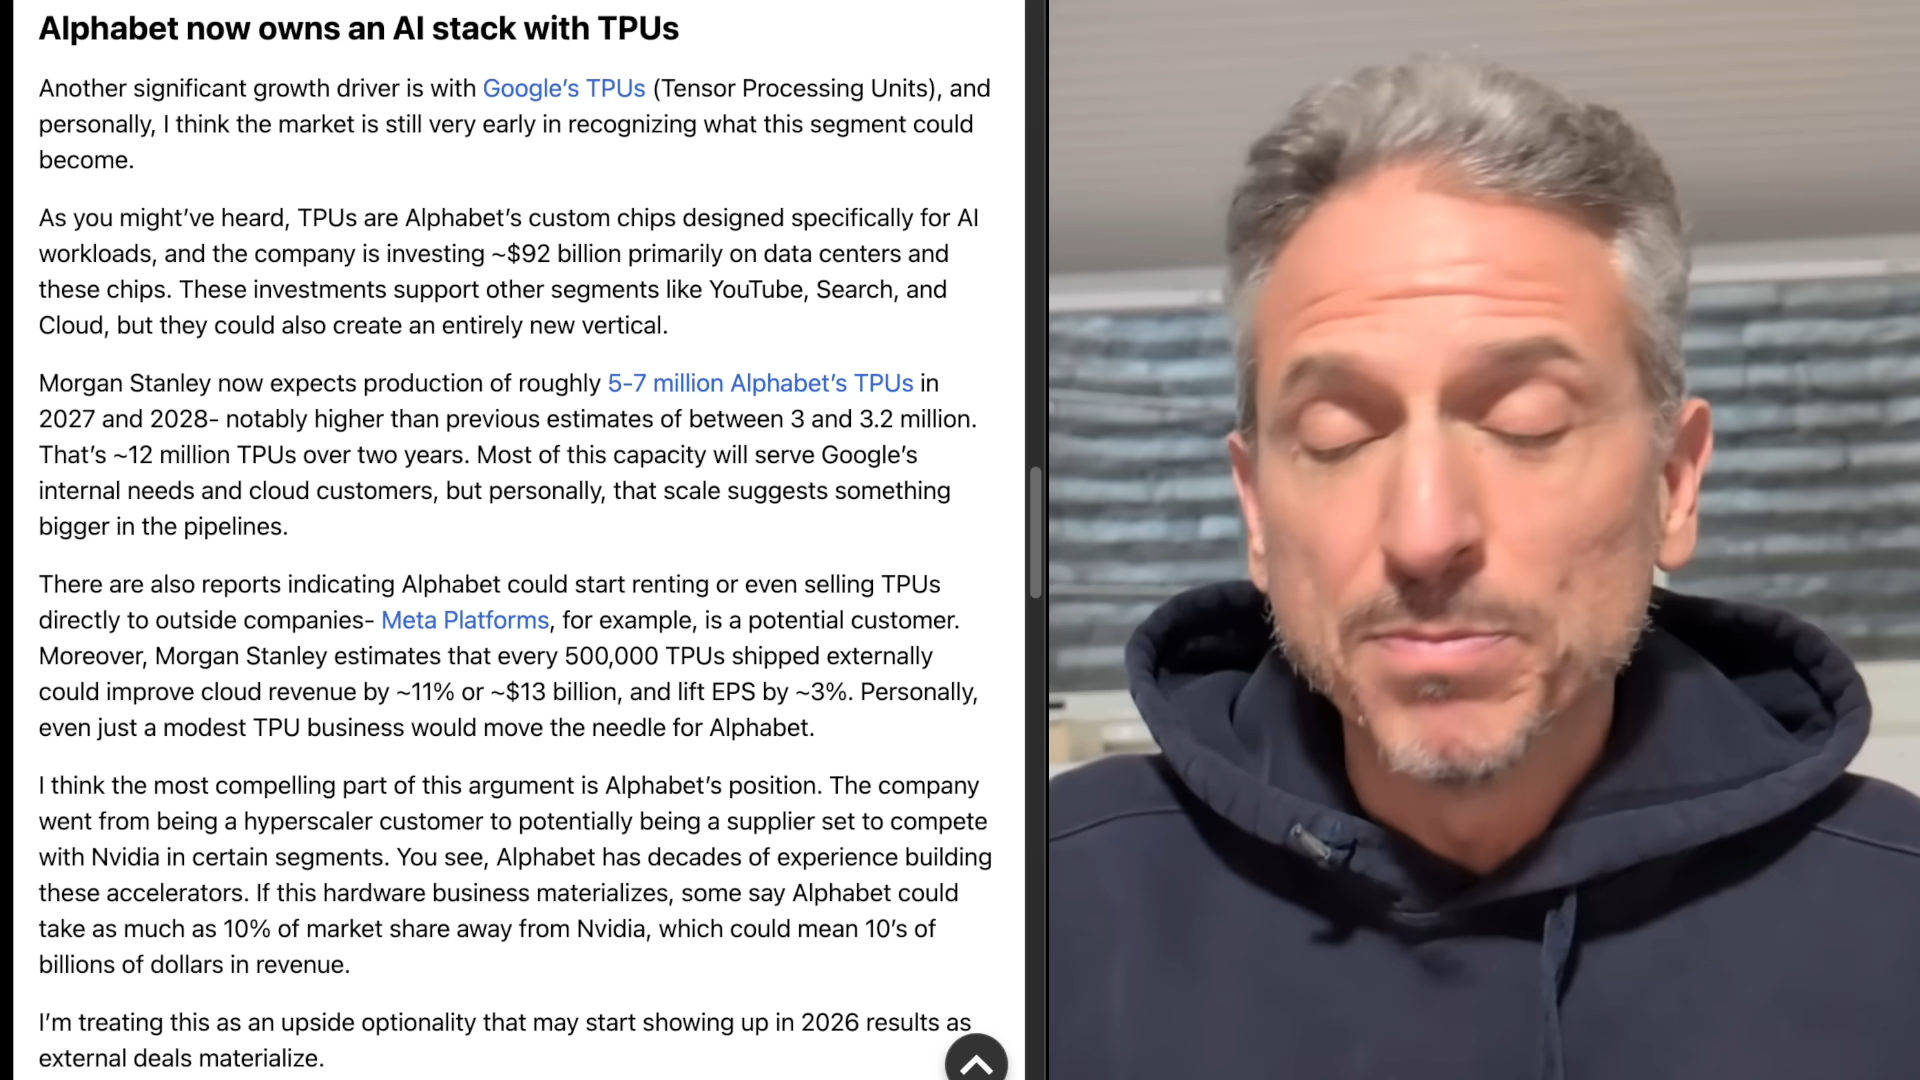 Alphabet now owns an AI stack with TPUs
Another significant growth driver is with Google’s TPUs (Tensor Processing Units), and
personally, I think the market is still very early in recognizing what this segment could
become.
As you might’ve heard, TPUs are Alphabet’s custom chips designed specifically for AI
workloads, and the company is investing ~$92 billion primarily on data centers and
these chips. These investments support other segments like YouTube, Search, and
Cloud, but they could also create an entirely new vertical.
Morgan Stanley now expects production of roughly 5-7 million Alphabet’s TPUs in
2027 and 2028- notably higher than previous estimates of between 3 and 3.2 million.
That’s ~12 million TPUs over two years. Most of this capacity will serve Google’s
internal needs and cloud customers, but personally, that scale suggests something
bigger in the pipelines.
There are also reports indicating Alphabet could start renting or even selling TPUs
directly to outside companies- Meta Platforms, for example, is a potential customer.
Moreover, Morgan Stanley estimates that every 500,000 TPUs shipped externally
could improve cloud revenue by ~11% or ~$13 billion, and lift EPS by ~3%. Personally,
even just a modest TPU business would move the needle for Alphabet.
I think the most compelling part of this argument is Alphabet’s position. The company
went from being a hyperscaler customer to potentially being a supplier set to compete
with Nvidia in certain segments. You see, Alphabet has decades of experience building
these accelerators. If this hardware business materializes, some say Alphabet could
take as much as 10% of market share away from Nvidia, which could mean 10’s of
billions of dollars in revenue.
I’m treating this as an upside optionality that may start showing up in 2026 results as
external deals materialize.